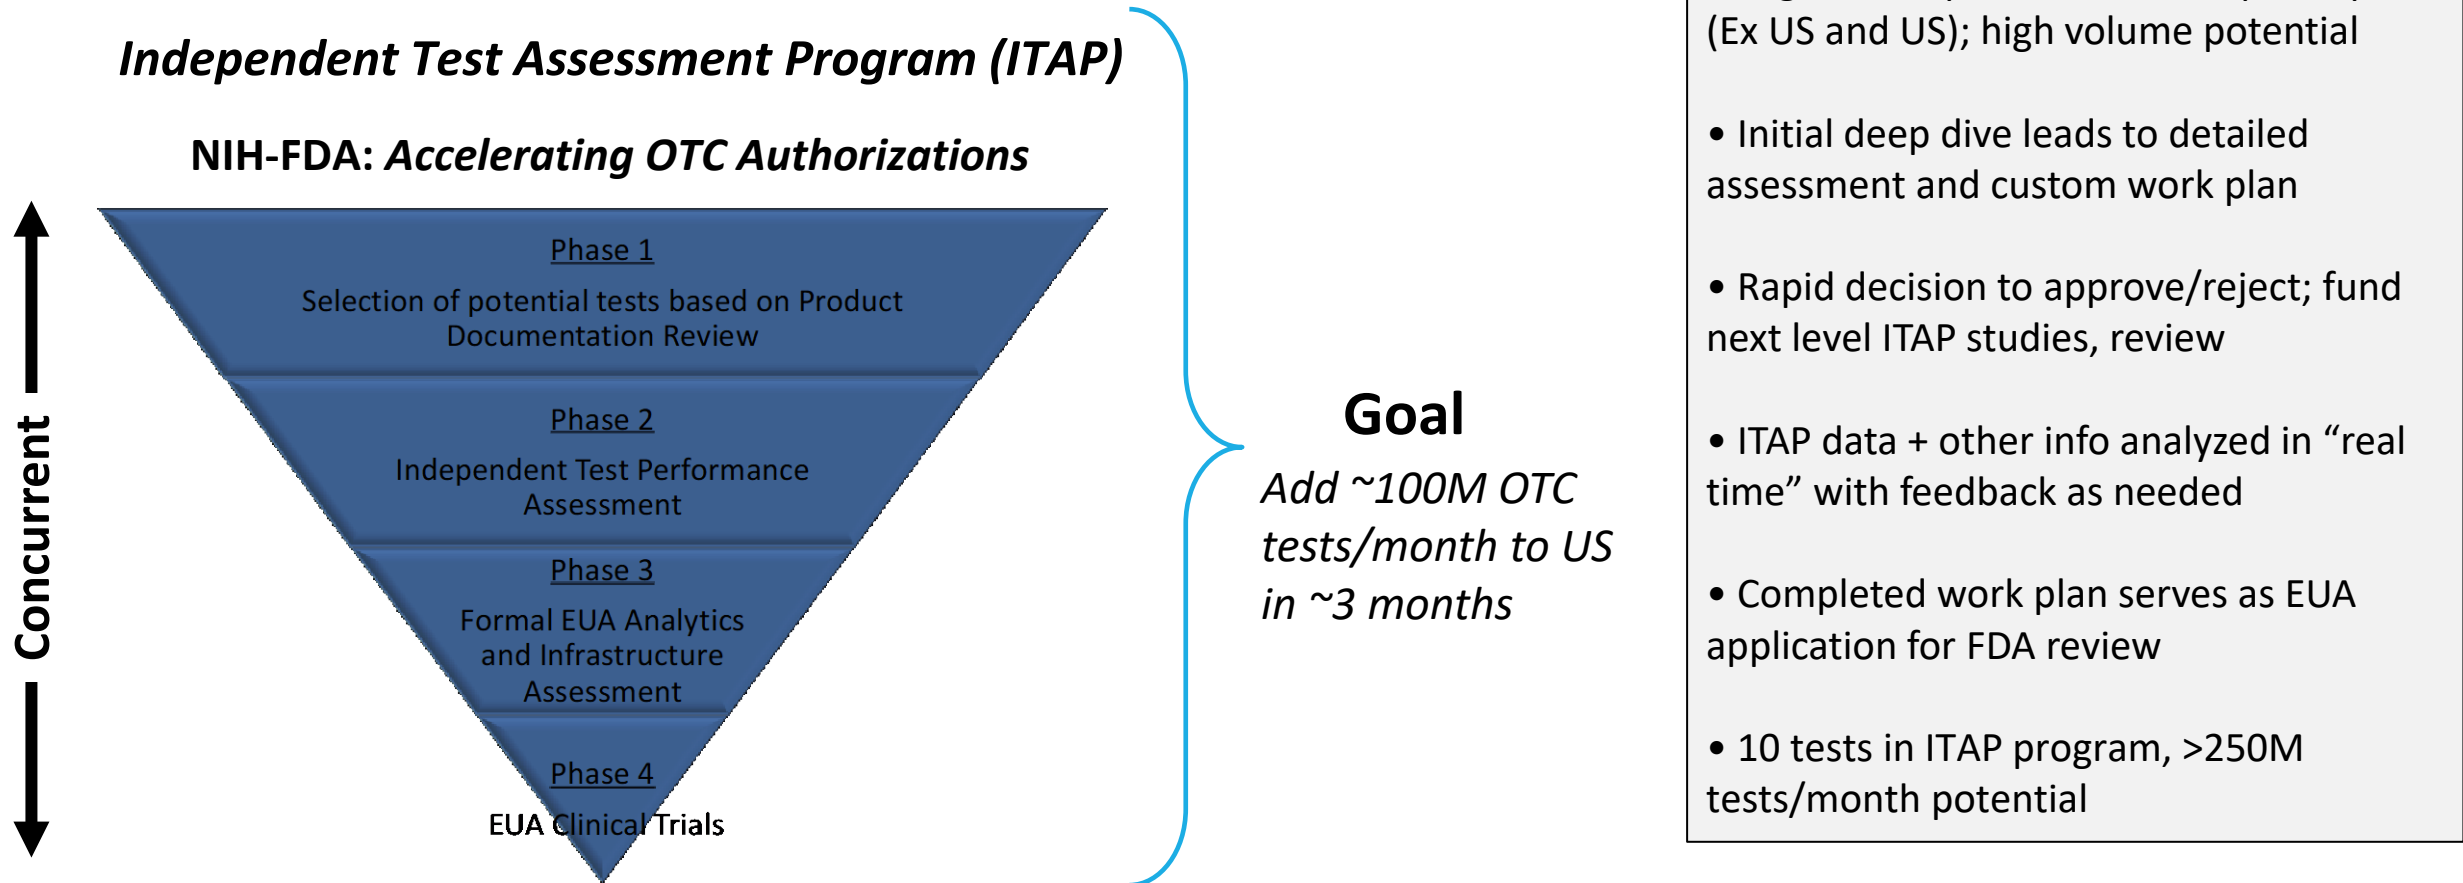 Independent Test Assessment Program (ITAP)
NIH-FDA: Accelerating OTC Authorizations
Concurrent
Phase 1
Selection of potential tests based on Product
Documentation Review
Phase 2
Independent Test Performance
Assessment
Phase 3
Formal EUA Analytics
and Infrastructure
Assessment
Phase 4
EUA Clinical Trials
Goal
Add ~100M OTC
tests/month to US
in ~3 months
(Ex US and US); high volume potential
• Initial deep dive leads to detailed
assessment and custom work plan
• Rapid decision to approve/reject; fund
next level ITAP studies, review
• ITAP data + other info analyzed in “real
time” with feedback as needed
• Completed work plan serves as EUA
application for FDA review
• 10 tests in ITAP program, >250M
tests/month potential